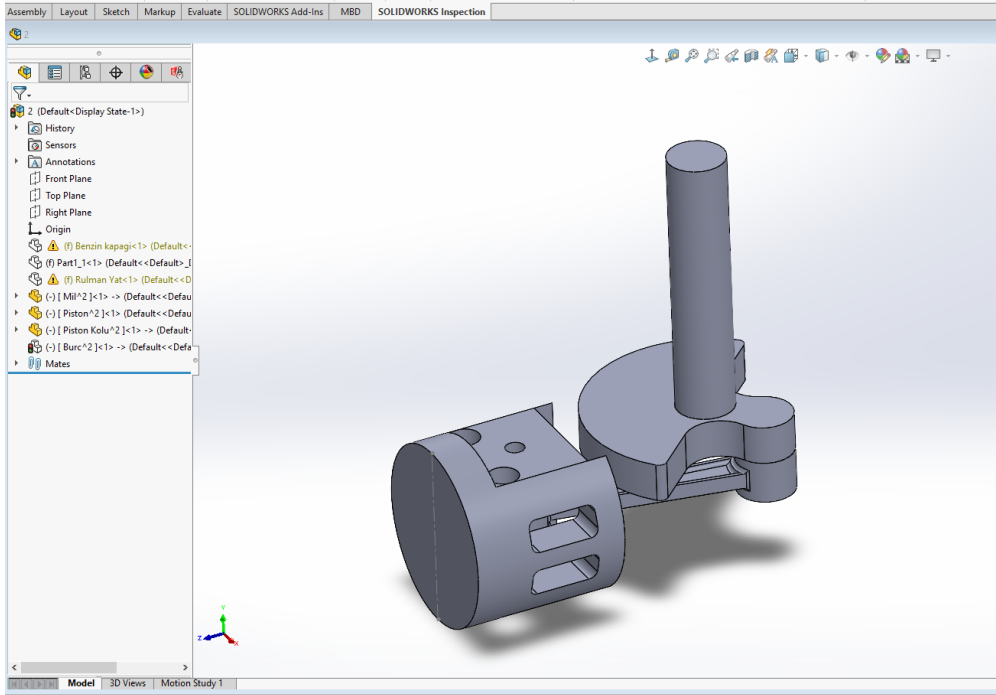 Assembly Layout Sketch Markup Evaluate SOLIDWORKS Add-Ins MBD SOLIDWORKS Inspection
2
2 (Default<Display State-1>)
History
Sensors
A Annotations
Front Plane
Top Plane
Right Plane
Origin
(f) Benzin kapagi<1> (Default<
(f) Part1_1<1> (Default<<Default>_
(f) Rulman Yat<1> (Default<<D
(-) [ Mil^2 ]<1> -> (Default<<Defau
(-) [ Piston^2 ]<1> (Default<<Defau
(-) [ Piston Kolu^2 ]<1> -> (Default
(-) [ Burc^2 ]<1> -> (Default<<Defa
Mates
Y
Z
X
Model 3D Views Motion Study 1